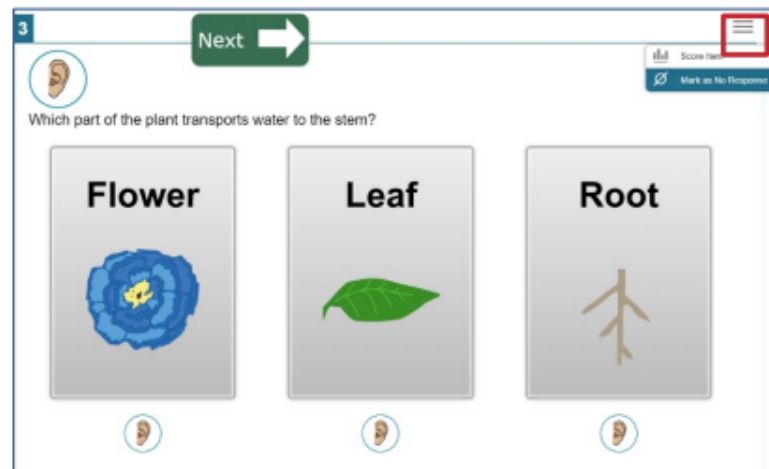 3
Next
Score Item
Mark as No Response
Which part of the plant transports water to the stem?
Flower
Leaf
Root